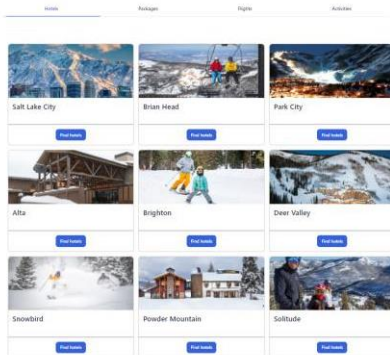 Hotels Packages Flights Activities
Salt Lake City Brian Head Park City
Find hotels Find hotels Find hotels
Alta Brighton Deer Valley
Find hotels Find hotels Find hotels
Snowbird Powder Mountain Solitude
Find hotels Find hotels Find hotels